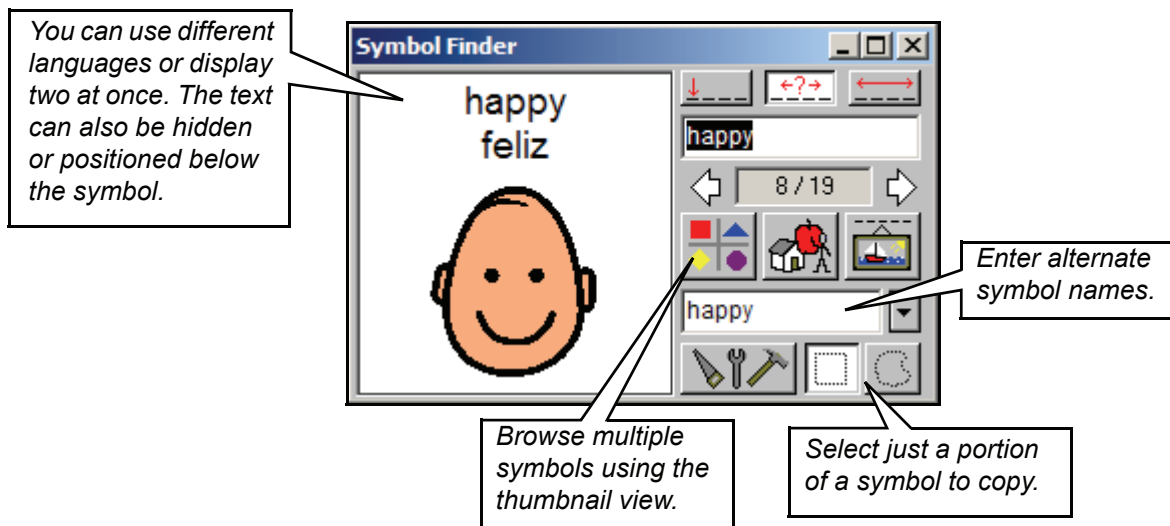 You can use different
languages or display
two at once. The text
can also be hidden
or positioned below
the symbol.
Symbol Finder
happy
feliz
?
happy
8 / 19
happy
Enter alternate
symbol names.
Browse multiple
symbols using the
thumbnail view.
Select just a portion
of a symbol to copy.